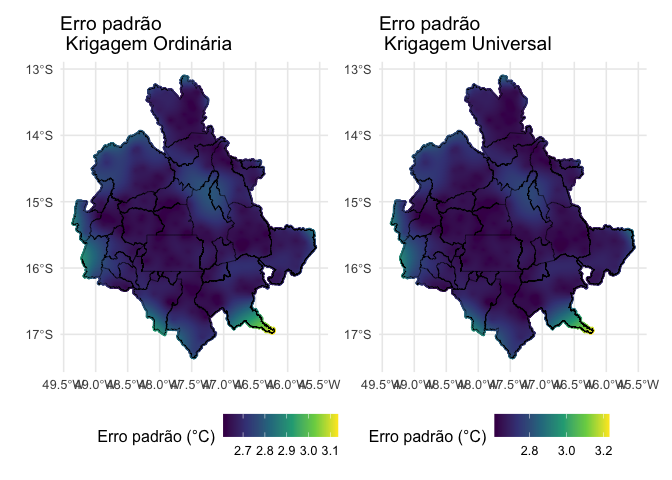 Erro padrão
Krigagem Ordinária
13°S
14°S
15°S
16°S
17°S
49.5°W 49.0°W 48.5°W 48.0°W 47.5°W 47.0°W 46.5°W 46.0°W 45.5°W
Erro padrão (°C)
2.7 2.8 2.9 3.0 3.1
Erro padrão
Krigagem Universal
13°S
14°S
15°S
16°S
17°S
49.5°W 49.0°W 48.5°W 48.0°W 47.5°W 47.0°W 46.5°W 46.0°W 45.5°W
Erro padrão (°C)
2.8 3.0 3.2